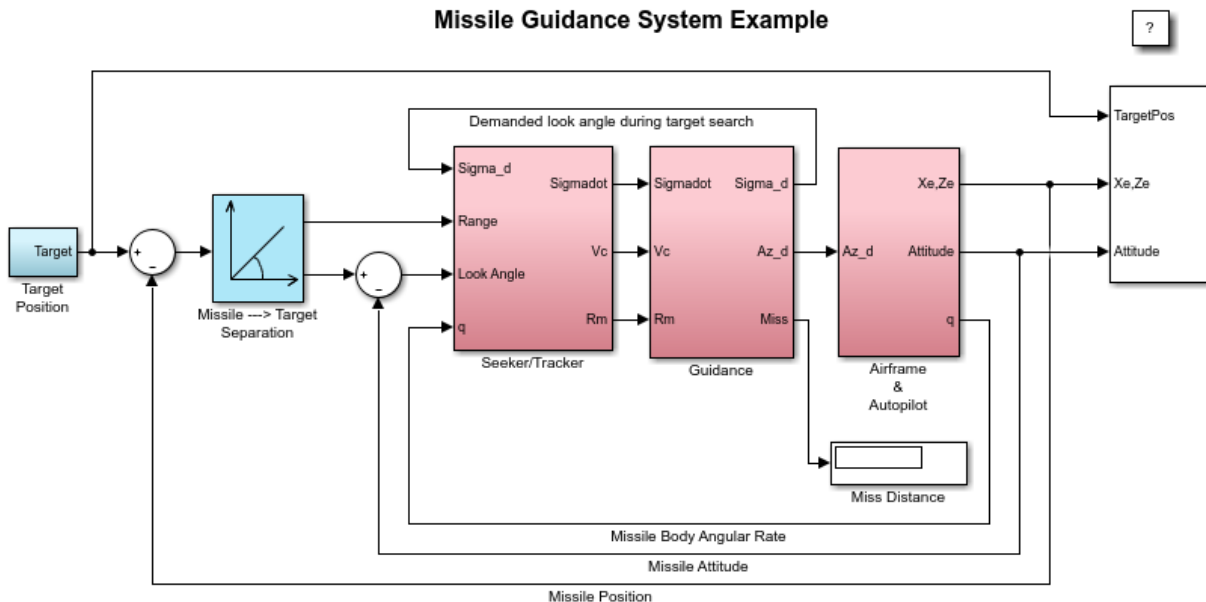 Missile Guidance System Example
?
TargetPos
Xe,Ze
Attitude
Demanded look angle during target search
Sigma_d
Range
Look Angle
q
Sigmadot
Vc
Rm
Seeker/Tracker
Sigmadot
Vc
Rm
Sigma_d
Az_d
Miss
Guidance
Az_d
Xe,Ze
Attitude
q
Airframe
&
Autopilot
Target
Target
Position
+
−
Missile ---> Target
Separation
+
−
Miss Distance
Missile Body Angular Rate
Missile Attitude
Missile Position